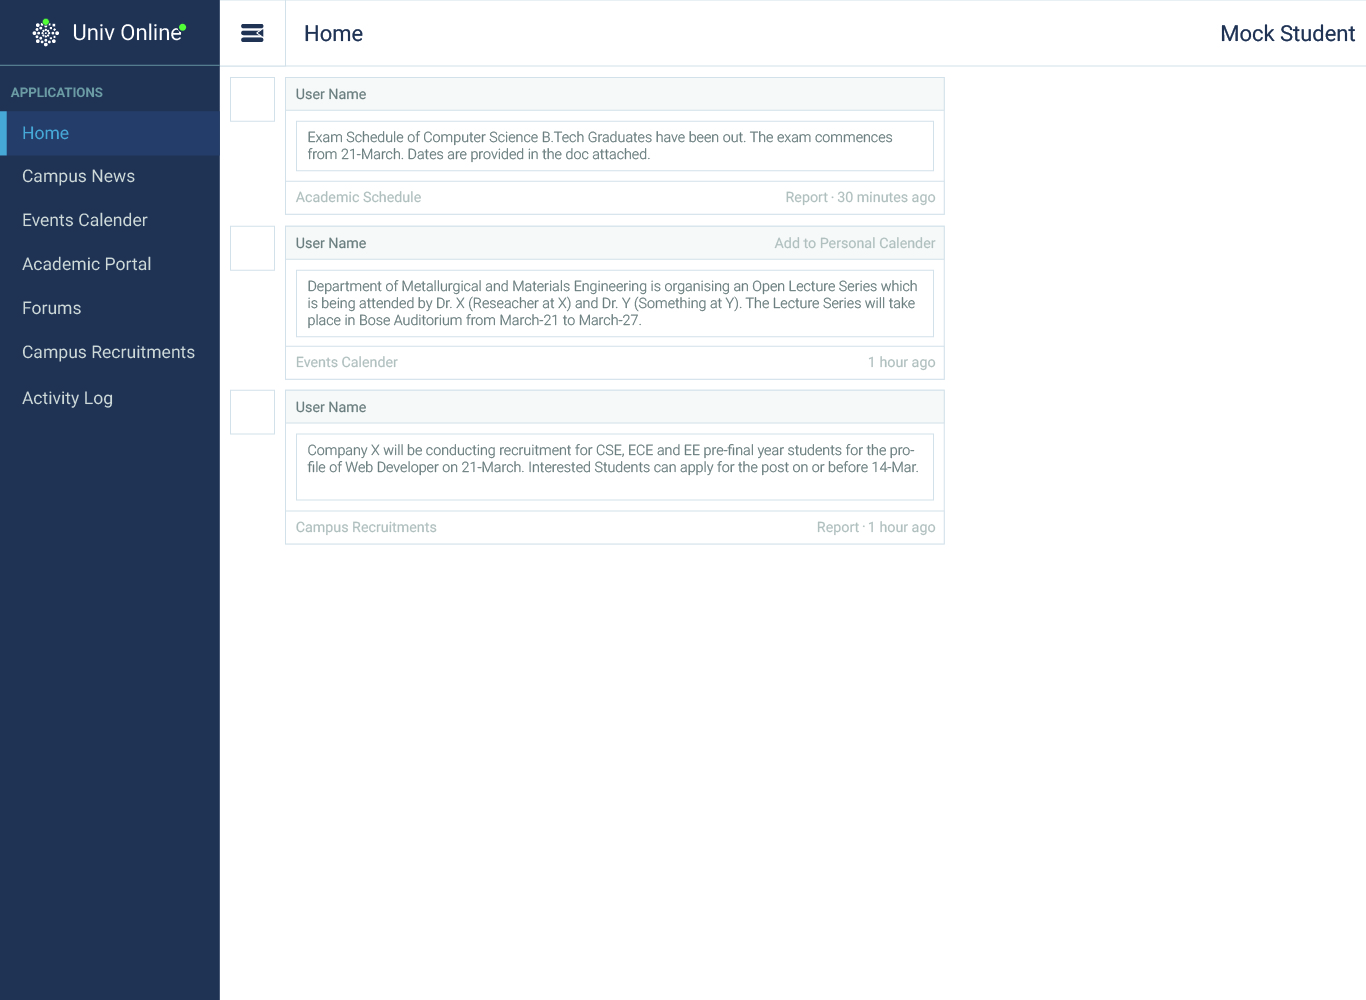 Univ Online
Home
Mock Student
APPLICATIONS
Home
Campus News
Events Calender
Academic Portal
Forums
Campus Recruitments
Activity Log
User Name
Exam Schedule of Computer Science B.Tech Graduates have been out. The exam commences
from 21-March. Dates are provided in the doc attached.
Academic Schedule
Report · 30 minutes ago
User Name
Add to Personal Calender
Department of Metallurgical and Materials Engineering is organising an Open Lecture Series which
is being attended by Dr. X (Reseacher at X) and Dr. Y (Something at Y). The Lecture Series will take
place in Bose Auditorium from March-21 to March-27.
Events Calender
1 hour ago
User Name
Company X will be conducting recruitment for CSE, ECE and EE pre-final year students for the pro-
file of Web Developer on 21-March. Interested Students can apply for the post on or before 14-Mar.
Campus Recruitments
Report · 1 hour ago